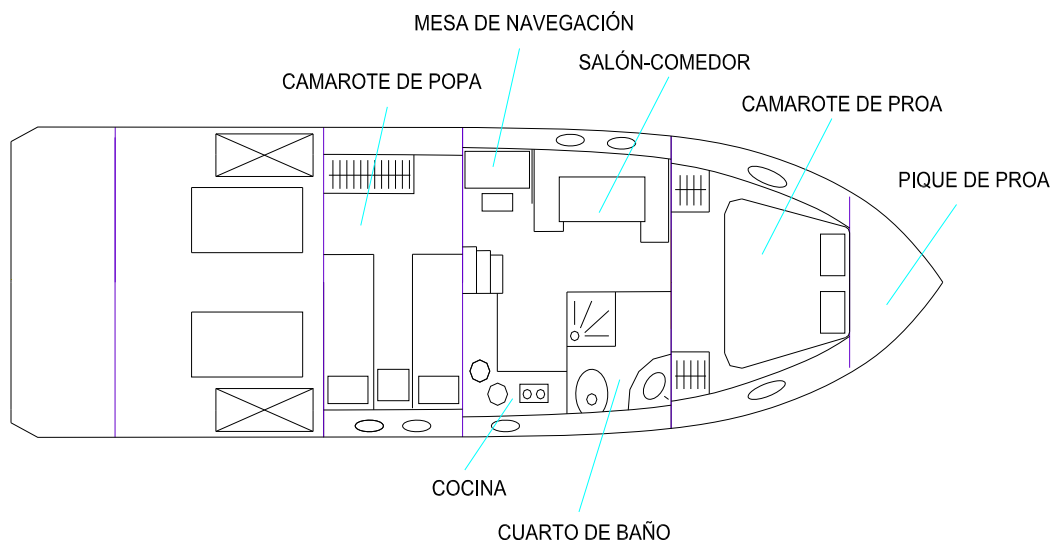 MESA DE NAVEGACIÓN
SALÓN-COMEDOR
CAMAROTE DE POPA
CAMAROTE DE PROA
PIQUE DE PROA
COCINA
CUARTO DE BAÑO